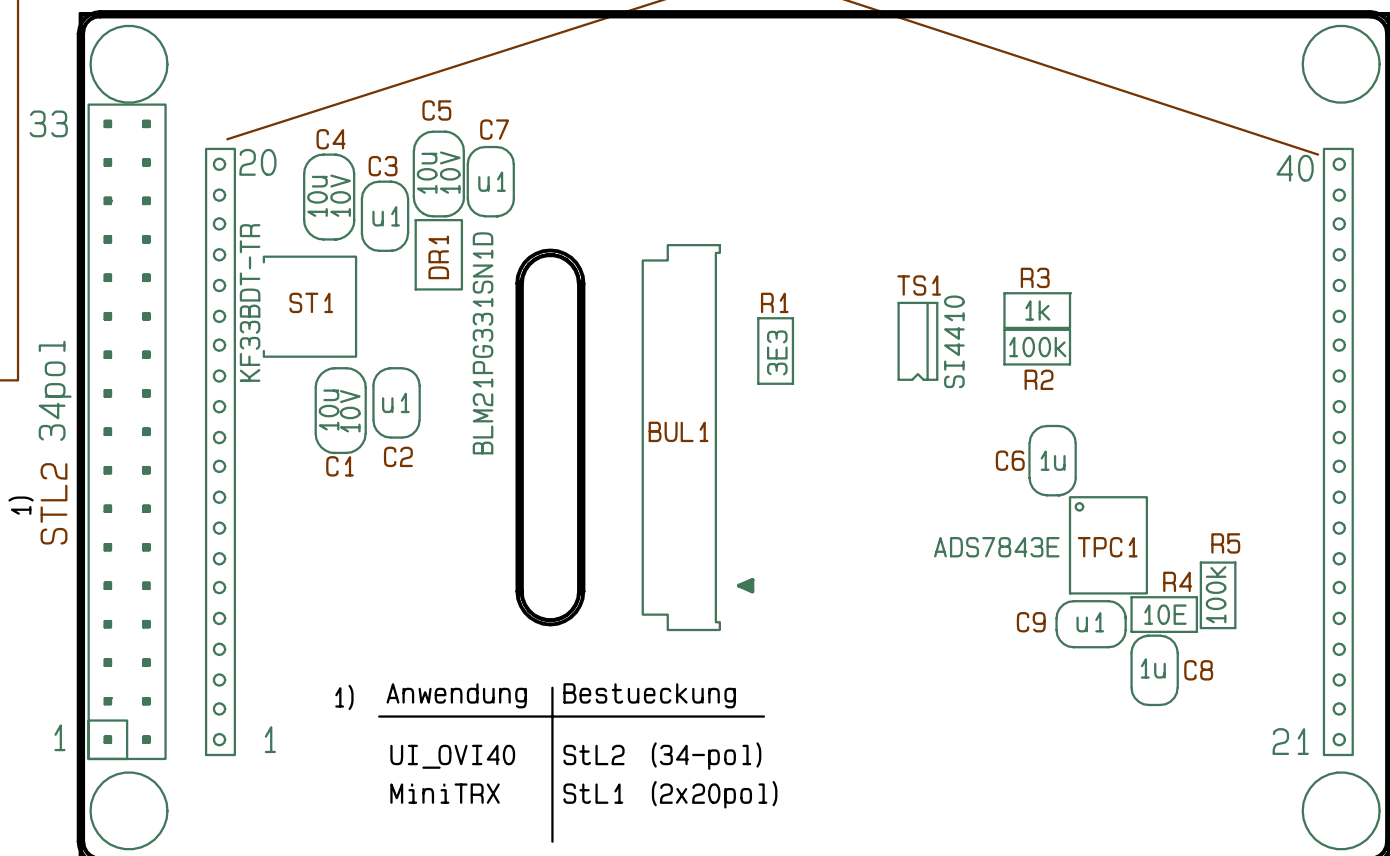 33
STL2 34pol
1)
1
20
1
KF33BDT-TR
ST1
C4
10u
10V
C3
u1
C5
10u
10V
C7
u1
DR1
BLM21PG331SN1D
10u
10V
C1
u1
C2
BUL1
R1
3E3
TS1
SI4410
R3
1k
100k
R2
40
C6
1u
ADS7843E
TPC1
R5
100K
R4
10E
C9
u1
1u
C8
21
1) Anwendung Bestueckung
UI_OVI40 StL2 (34-pol)
MiniTRX StL1 (2x20pol)